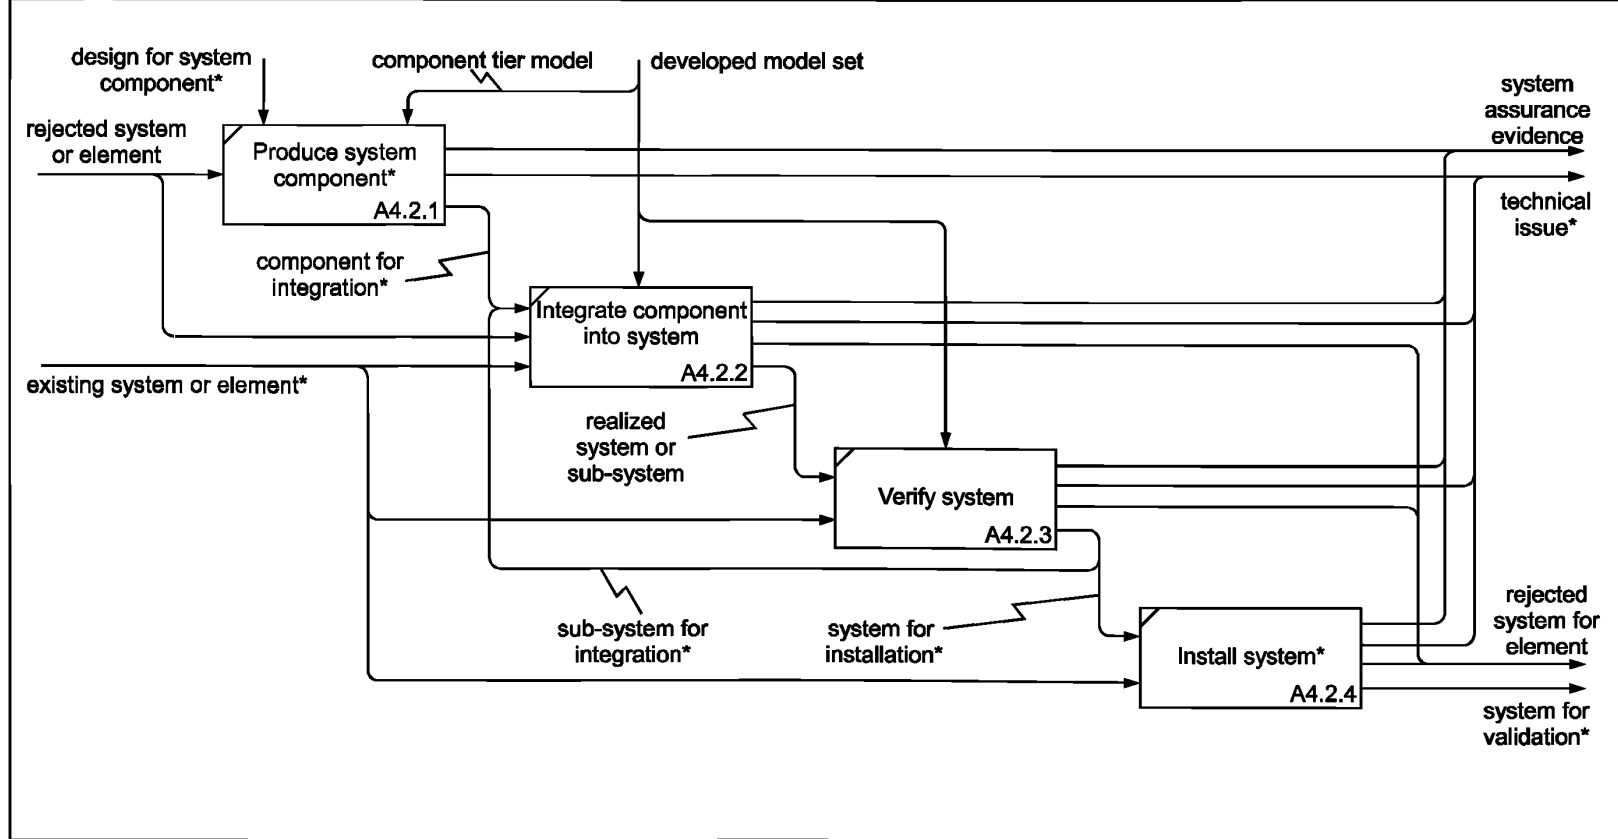 design for system
component*
component tier model
developed model set
system
assurance
evidence
rejected system
or element
Produce system
component*
A4.2.1
technical
issue*
component for
integration*
Integrate component
into system
A4.2.2
existing system or element*
realized
system or
sub-system
Verify system
A4.2.3
sub-system for
integration*
system for
installation*
Install system*
A4.2.4
rejected
system for
element
system for
validation*